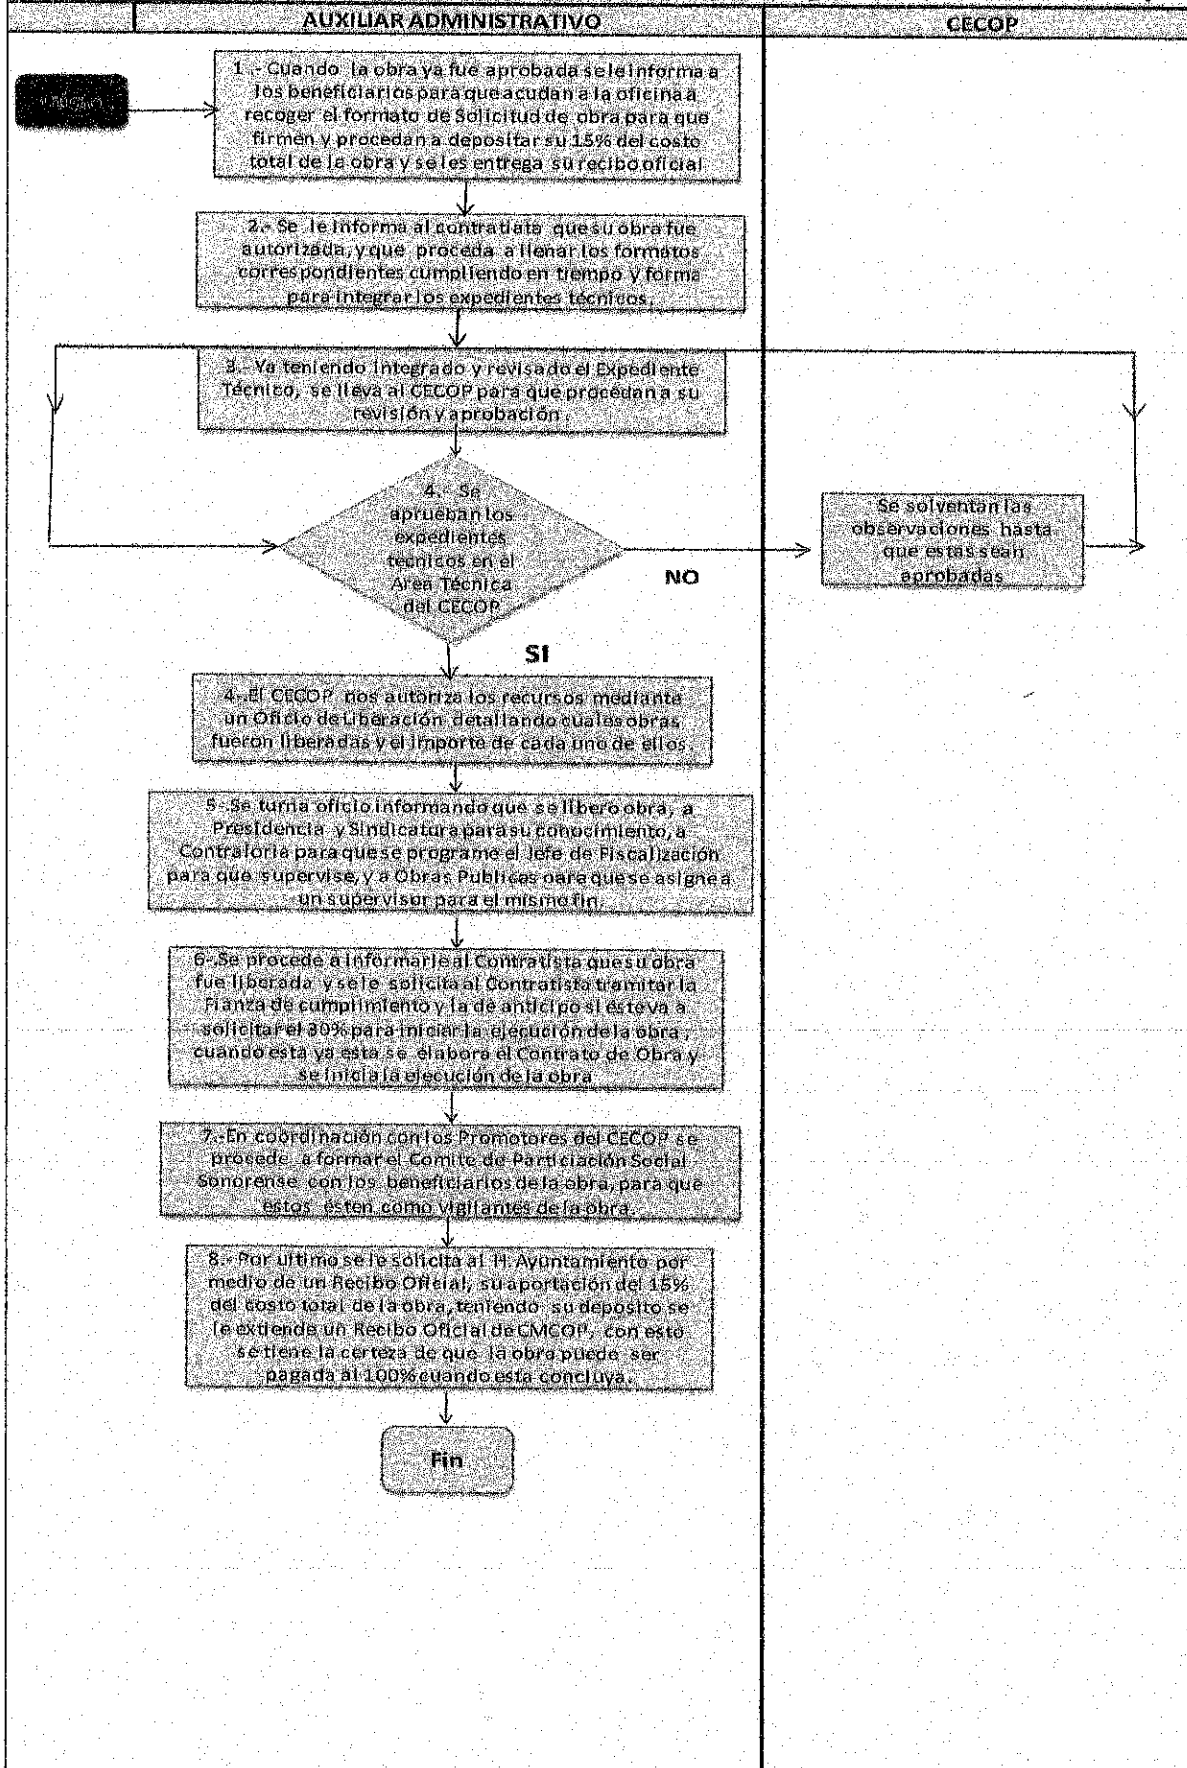 AUXILIAR ADMINISTRATIVO
CECOP
Inicio
1.- Cuando la obra ya fue aprobada se le informa a
los beneficiarios para que acudan a la oficina a
recoger el formato de Solicitud de obra para que
firmen y procedan a depositar su 15% del costo
total de la obra y se les entrega su recibo oficial
2.- Se le informa al contratiata que su obra fue
autorizada, y que proceda a llenar los formatos
correspondientes cumpliendo en tiempo y forma
para integrar los expedientes técnicos.
3.- Ya teniendo integrado y revisado el Expediente
Técnico, se lleva al CECOP para que procedan a su
revisión y aprobación.
4.- Se
aprueban los
expedientes
tecnicos en el
Area Técnica
del CECOP
NO
Se solventan las
observaciones hasta
que estas sean
aprobadas
SI
4-.El CECOP nos autoriza los recursos mediante
un Oficio de Liberación detallando cuales obras
fueron liberadas y el importe de cada uno de ellos.
5-.Se turna oficio informando que se libero obra, a
Presidencia y Sindicatura para su conocimiento, a
Contraloria para que se programe el Jefe de Fiscalización
para que supervise, y a Obras Publicas para que se asigne a
un supervisor para el mismo fin.
6-.Se procede a informarle al Contratista que su obra
fue liberada y se le solicita al Contratista tramitar la
Fianza de cumplimiento y la de anticipo si éste va a
solicitar el 30% para iniciar la ejecución de la obra,
cuando esta ya esta se elabora el Contrato de Obra y
se inicia la ejecución de la obra
7.-En coordinación con los Promotores del CECOP se
procede a formar el Comite de Particiación Social
Sonorense con los beneficiarios de la obra, para que
estos esten como vigilantes de la obra.
8.- Por ultimo se le solicita al H. Ayuntamiento por
medio de un Recibo Oficial, su aportación del 15%
del costo total de la obra, teniendo su deposito se
le extiende un Recibo Oficial de CMCOP, con esto
se tiene la certeza de que la obra puede ser
pagada al 100% cuando esta concluya.
Fin